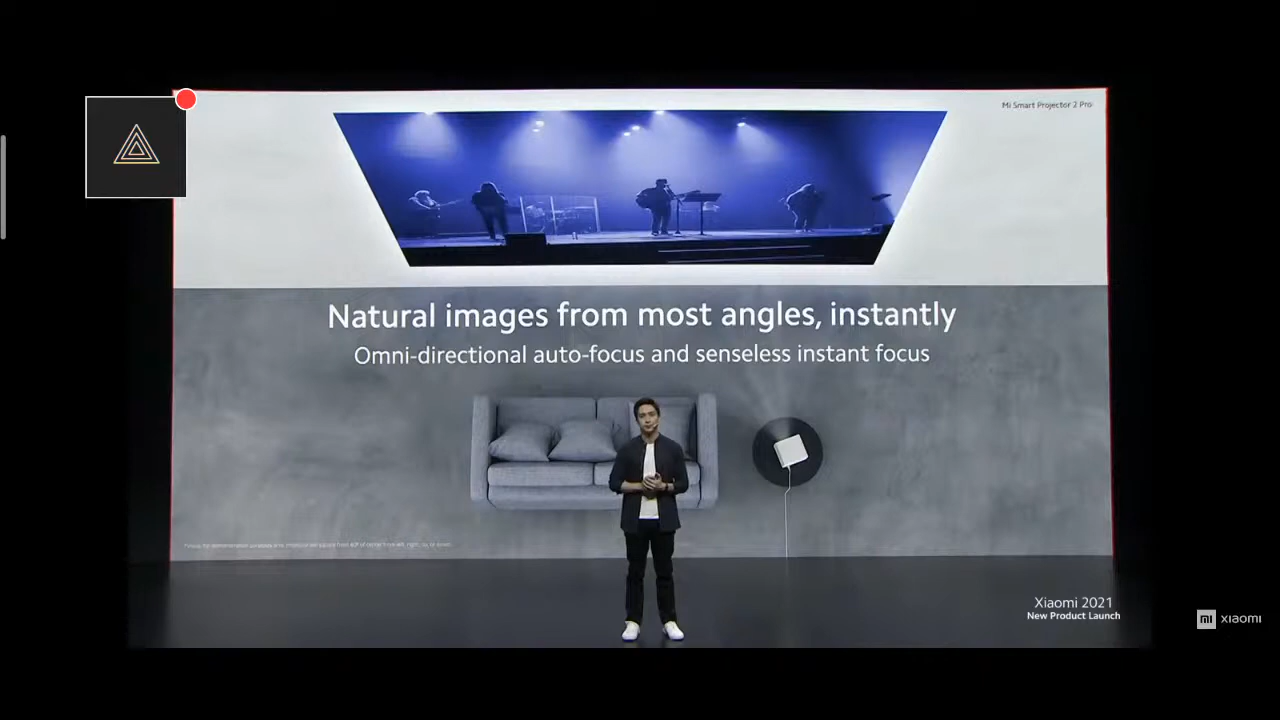 Mi Smart Projector 2 Pro
Natural images from most angles, instantly
Omni-directional auto-focus and senseless instant focus
Xiaomi 2021
New Product Launch
mi xiaomi